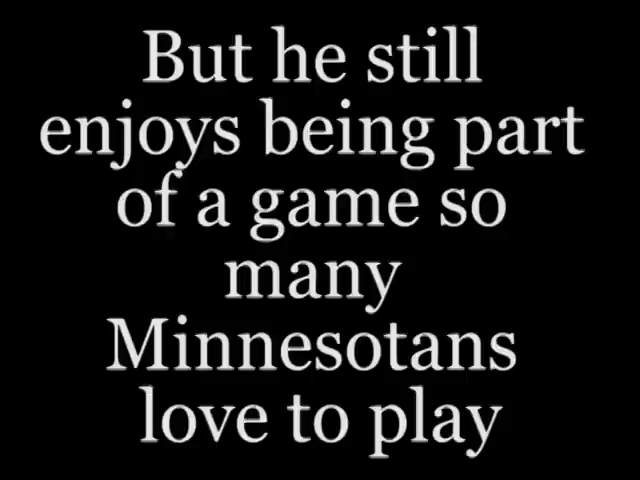 But he still
enjoys being part
of a game so
many
Minnesotans
love to play